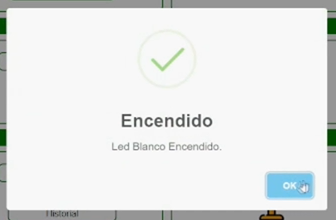 Encendido
Led Blanco Encendido.
OK
Historial